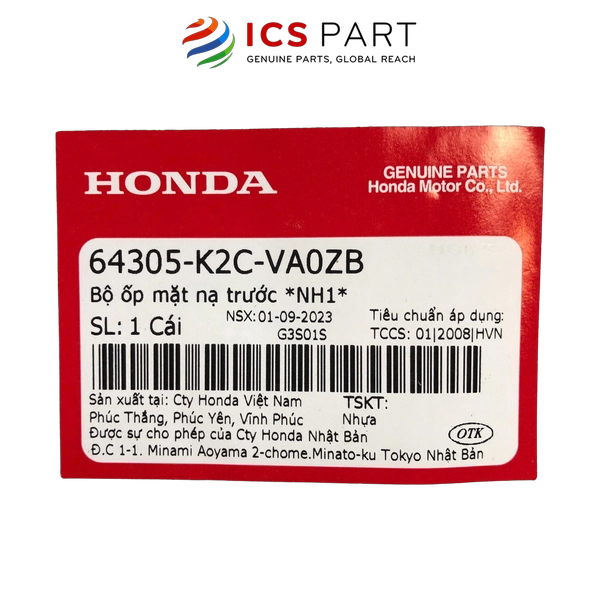 ICS PART
GENUINE PARTS, GLOBAL REACH
HONDA
GENUINE PARTS
Honda Motor Co., Ltd.
64305-K2C-VA0ZB
Bộ ốp mặt nạ trước *NH1*
SL: 1 Cái
NSX: 01-09-2023
G3S01S
Tiêu chuẩn áp dụng:
TCCS: 01|2008|HVN
Sản xuất tại: Cty Honda Việt Nam
Phúc Thắng, Phúc Yên, Vĩnh Phúc
Được sự cho phép của Cty Honda Nhật Bản
Đ.C 1-1. Minami Aoyama 2-chome.Minato-ku Tokyo Nhật Bản
TSKT:
Nhựa
OTK